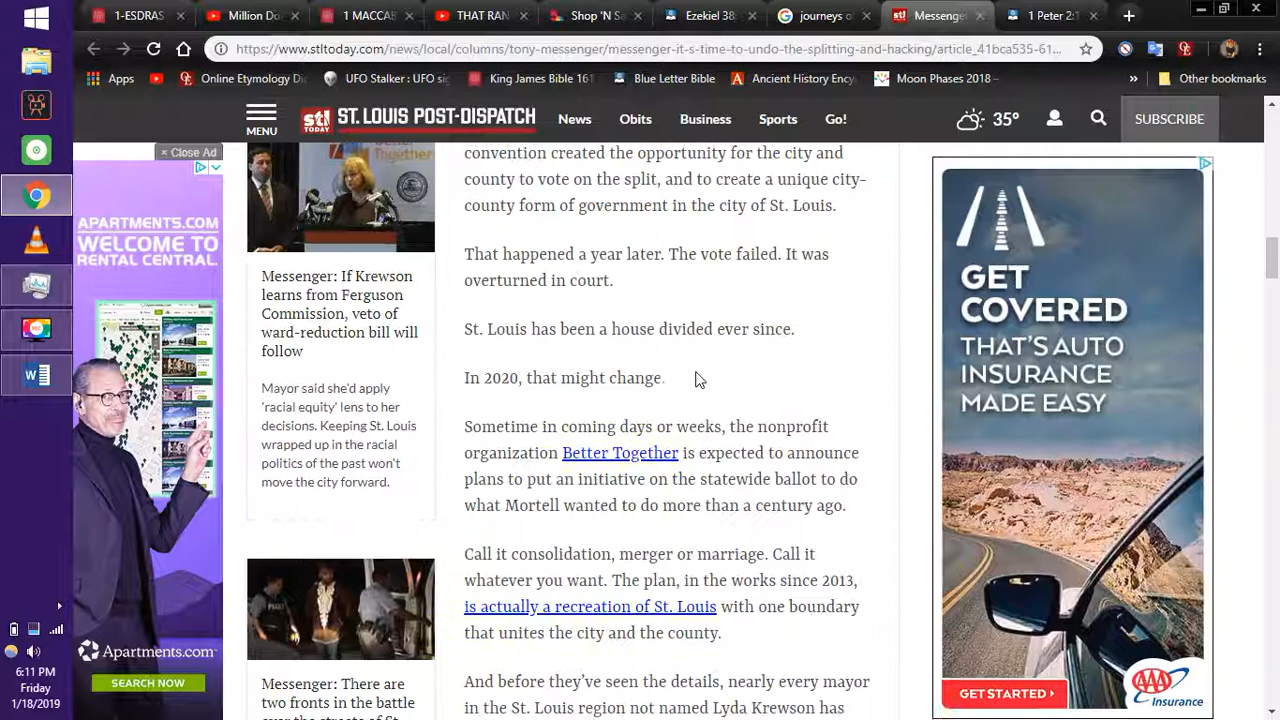 1-ESDRAS
Million Do
1 MACCAB
THAT RAN
Shop 'N Sa
Ezekiel 38:
journeys o
Messenge
1 Peter 2:1
https://www.stltoday.com/news/local/columns/tony-messenger/messenger-it-s-time-to-undo-the-splitting-and-hacking/article_41bca535-61...
Apps
Online Etymology Di
UFO Stalker : UFO si
King James Bible 161
Blue Letter Bible
Ancient History Ency
Moon Phases 2018 –
»
Other bookmarks
MENU
stl TODAY
ST. LOUIS POST-DISPATCH
News
Obits
Business
Sports
Go!
35°
SUBSCRIBE
× Close Ad
APARTMENTS.COM
WELCOME TO
RENTAL CENTRAL.
Apartments.com
SEARCH NOW
Better
Together
Messenger: If Krewson
learns from Ferguson
Commission, veto of
ward-reduction bill will
follow
Mayor said she'd apply
'racial equity' lens to her
decisions. Keeping St. Louis
wrapped up in the racial
politics of the past won't
move the city forward.
Messenger: There are
two fronts in the battle
over the streets of St.
convention created the opportunity for the city and
county to vote on the split, and to create a unique city-
county form of government in the city of St. Louis.
That happened a year later. The vote failed. It was
overturned in court.
St. Louis has been a house divided ever since.
In 2020, that might change.
Sometime in coming days or weeks, the nonprofit
organization Better Together is expected to announce
plans to put an initiative on the statewide ballot to do
what Mortell wanted to do more than a century ago.
Call it consolidation, merger or marriage. Call it
whatever you want. The plan, in the works since 2013,
is actually a recreation of St. Louis with one boundary
that unites the city and the county.
And before they've seen the details, nearly every mayor
in the St. Louis region not named Lyda Krewson has
GET
COVERED
THAT'S AUTO
INSURANCE
MADE EASY
GET STARTED
AAA
Insurance
6:11 PM
Friday
1/18/2019